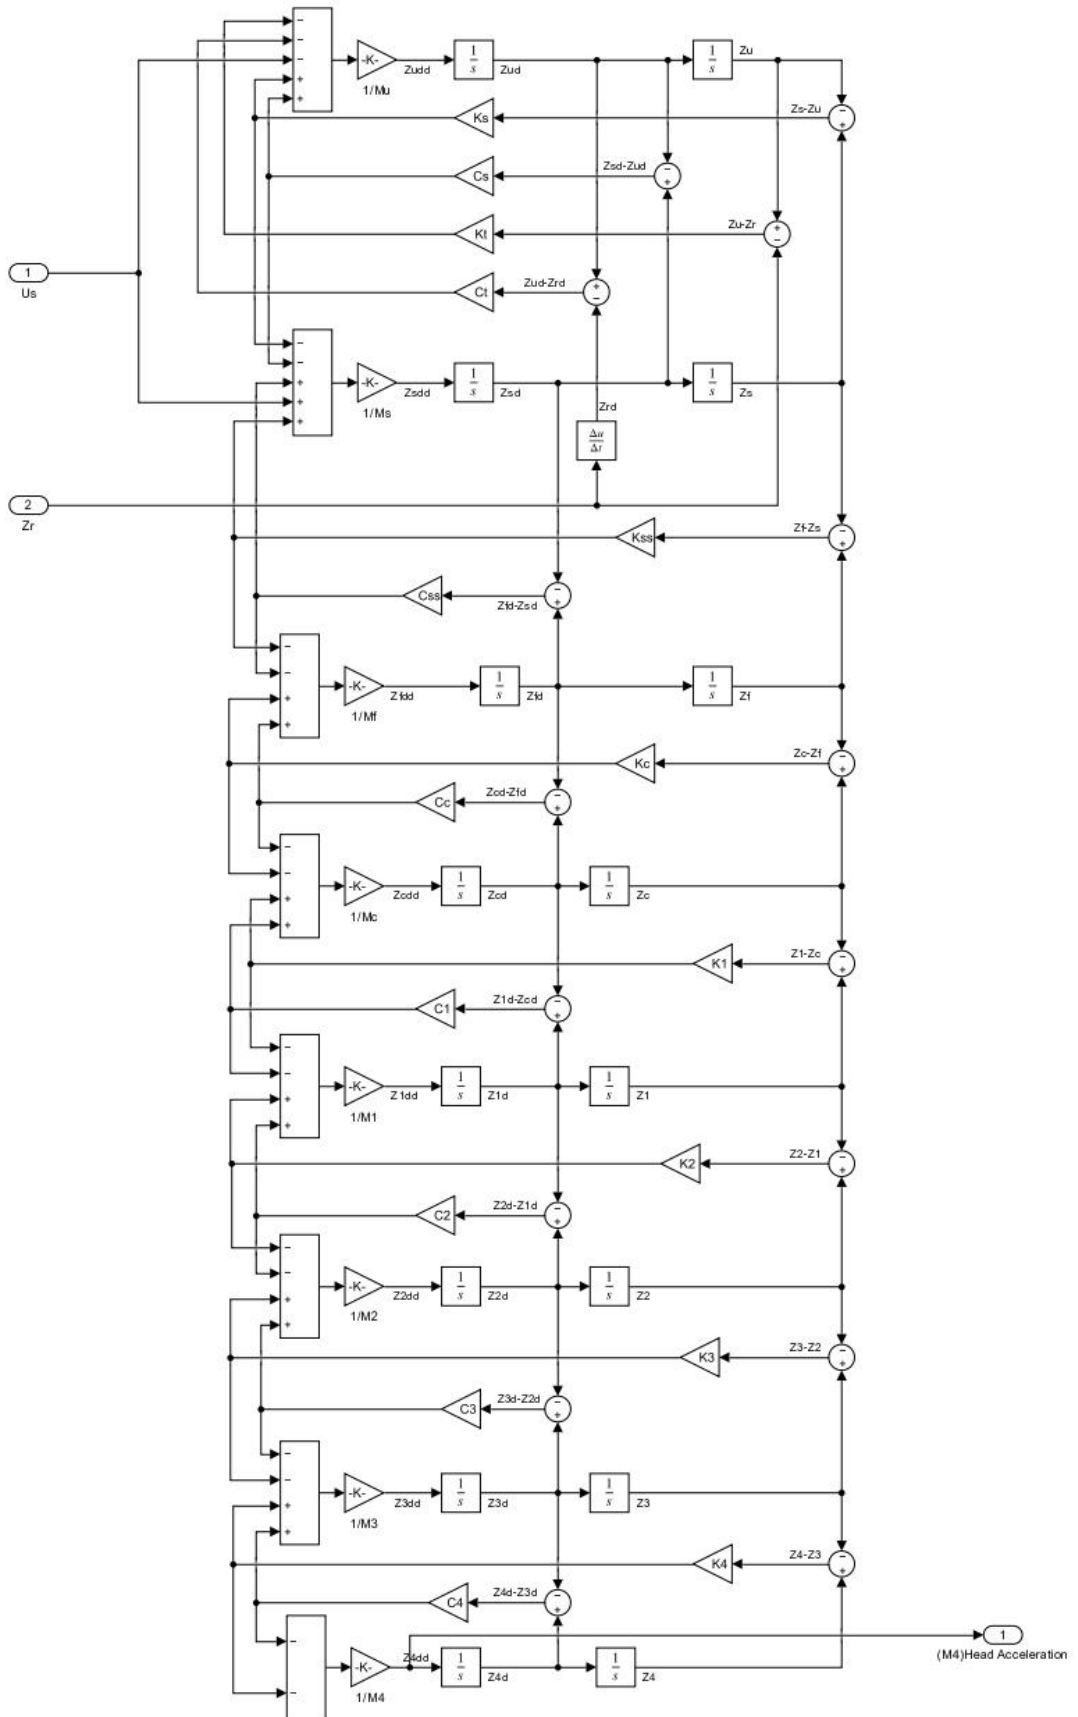 -K-
1/Mu
Zudd
1/s
Zud
1/s
Zu
Ks
Zs-Zu
Cs
Zsd-Zud
Kt
Zu-Zr
1
Us
Ct
Zud-Zrd
-K-
1/Ms
Zsdd
1/s
Zsd
1/s
Zs
Zrd
Δu/Δt
2
Zr
Kss
Zf-Zs
Css
Zfd-Zsd
-K-
1/Mf
Zfdd
1/s
Zfd
1/s
Zf
Kc
Zc-Zf
Cc
Zcd-Zfd
-K-
1/Mc
Zcdd
1/s
Zcd
1/s
Zc
K1
Z1-Zc
C1
Z1d-Zcd
-K-
1/M1
Z1dd
1/s
Z1d
1/s
Z1
K2
Z2-Z1
C2
Z2d-Z1d
-K-
1/M2
Z2dd
1/s
Z2d
1/s
Z2
K3
Z3-Z2
C3
Z3d-Z2d
-K-
1/M3
Z3dd
1/s
Z3d
1/s
Z3
K4
Z4-Z3
C4
Z4d-Z3d
-K-
1/M4
Z4dd
1/s
Z4d
1/s
Z4
1
(M4)Head Acceleration